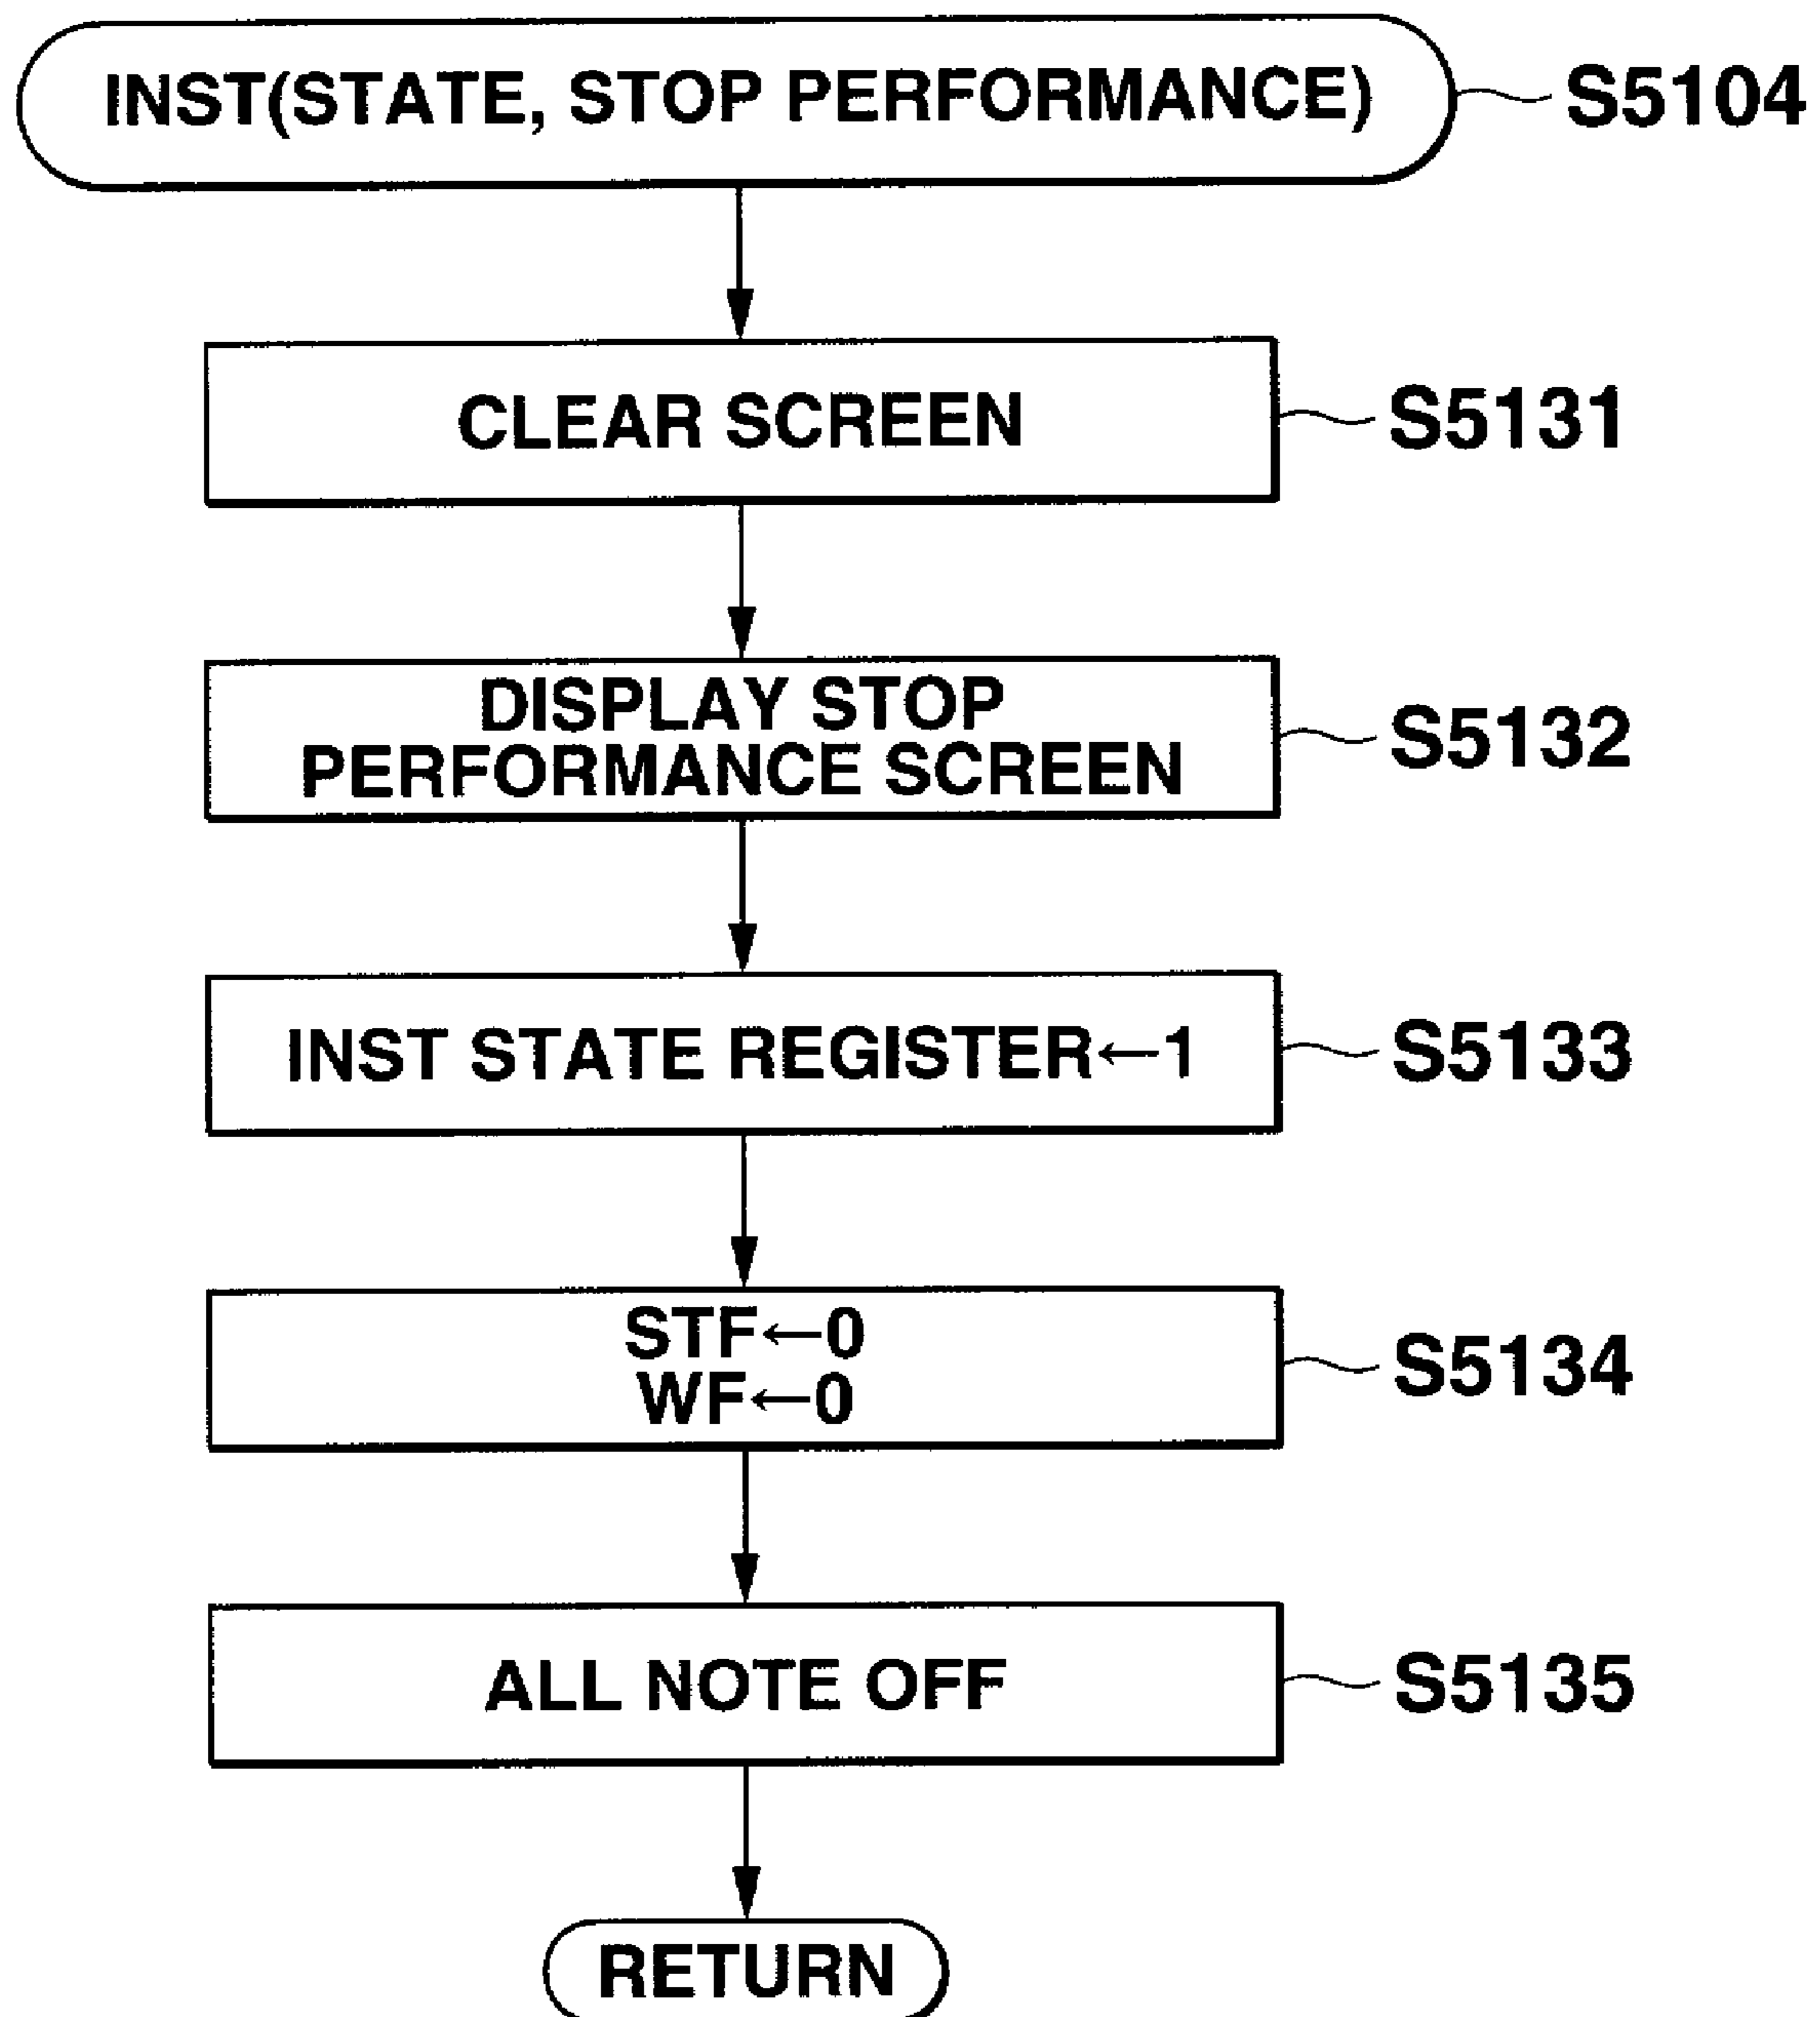 INST(STATE, STOP PERFORMANCE)
S5104
CLEAR SCREEN
S5131
DISPLAY STOP
PERFORMANCE SCREEN
S5132
INST STATE REGISTER←1
S5133
STF←0
WF←0
S5134
ALL NOTE OFF
S5135
RETURN